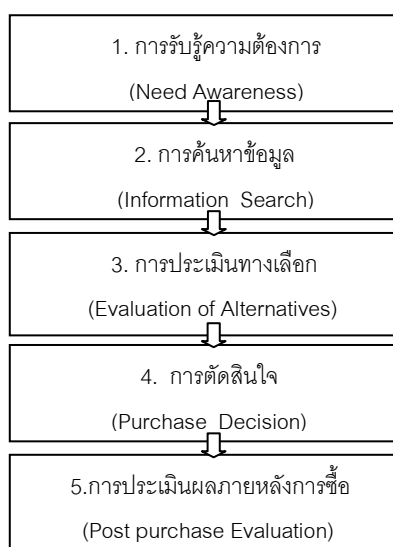 1. การรับรู้ความต้องการ
(Need Awareness)
2. การค้นหาข้อมูล
(Information Search)
3. การประเมินทางเลือก
(Evaluation of Alternatives)
4. การตัดสินใจ
(Purchase Decision)
5.การประเมินผลภายหลังการซื้อ
(Post purchase Evaluation)